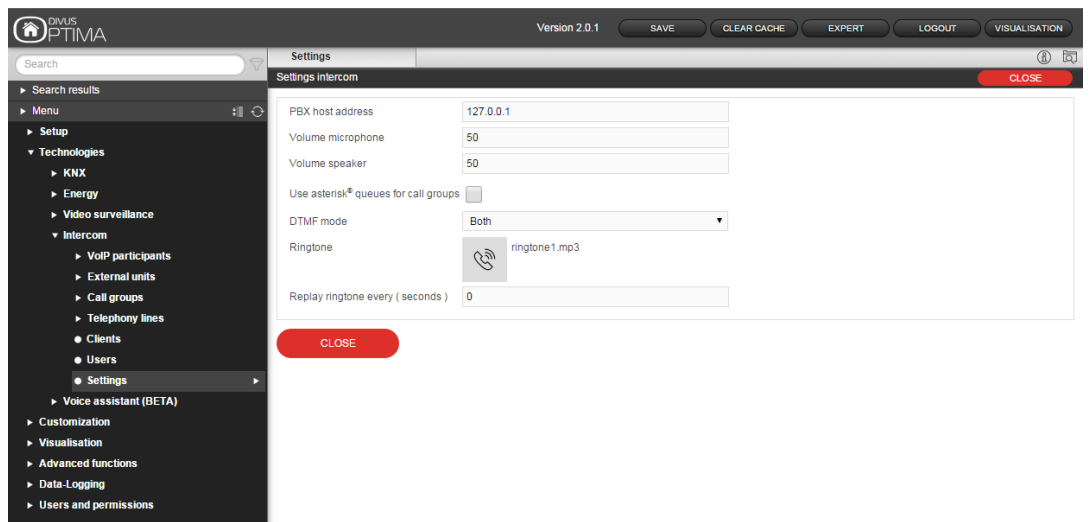 DIVUS
OPTIMA
Version 2.0.1
SAVE
CLEAR CACHE
EXPERT
LOGOUT
VISUALISATION
Search
Search results
Menu
Setup
Technologies
KNX
Energy
Video surveillance
Intercom
VoIP participants
External units
Call groups
Telephony lines
Clients
Users
Settings
Voice assistant (BETA)
Customization
Visualisation
Advanced functions
Data-Logging
Users and permissions
Settings
Settings intercom
CLOSE
PBX host address 127.0.0.1
Volume microphone 50
Volume speaker 50
Use asterisk® queues for call groups
DTMF mode Both
Ringtone ringtone1.mp3
Replay ringtone every ( seconds ) 0
CLOSE